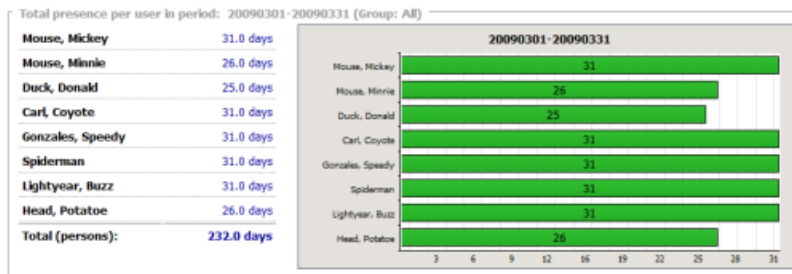 Total presence per user in period: 20090301-20090331 (Group: All)
Mouse, Mickey 31.0 days
Mouse, Minnie 26.0 days
Duck, Donald 25.0 days
Carl, Coyote 31.0 days
Gonzales, Speedy 31.0 days
Spiderman 31.0 days
Lightyear, Buzz 31.0 days
Head, Potatoe 26.0 days
Total (persons): 232.0 days
20090301-20090331
Mouse, Mickey 31
Mouse, Minnie 26
Duck, Donald 25
Carl, Coyote 31
Gonzales, Speedy 31
Spiderman 31
Lightyear, Buzz 31
Head, Potatoe 26
3 6 9 12 16 19 22 25 28 31